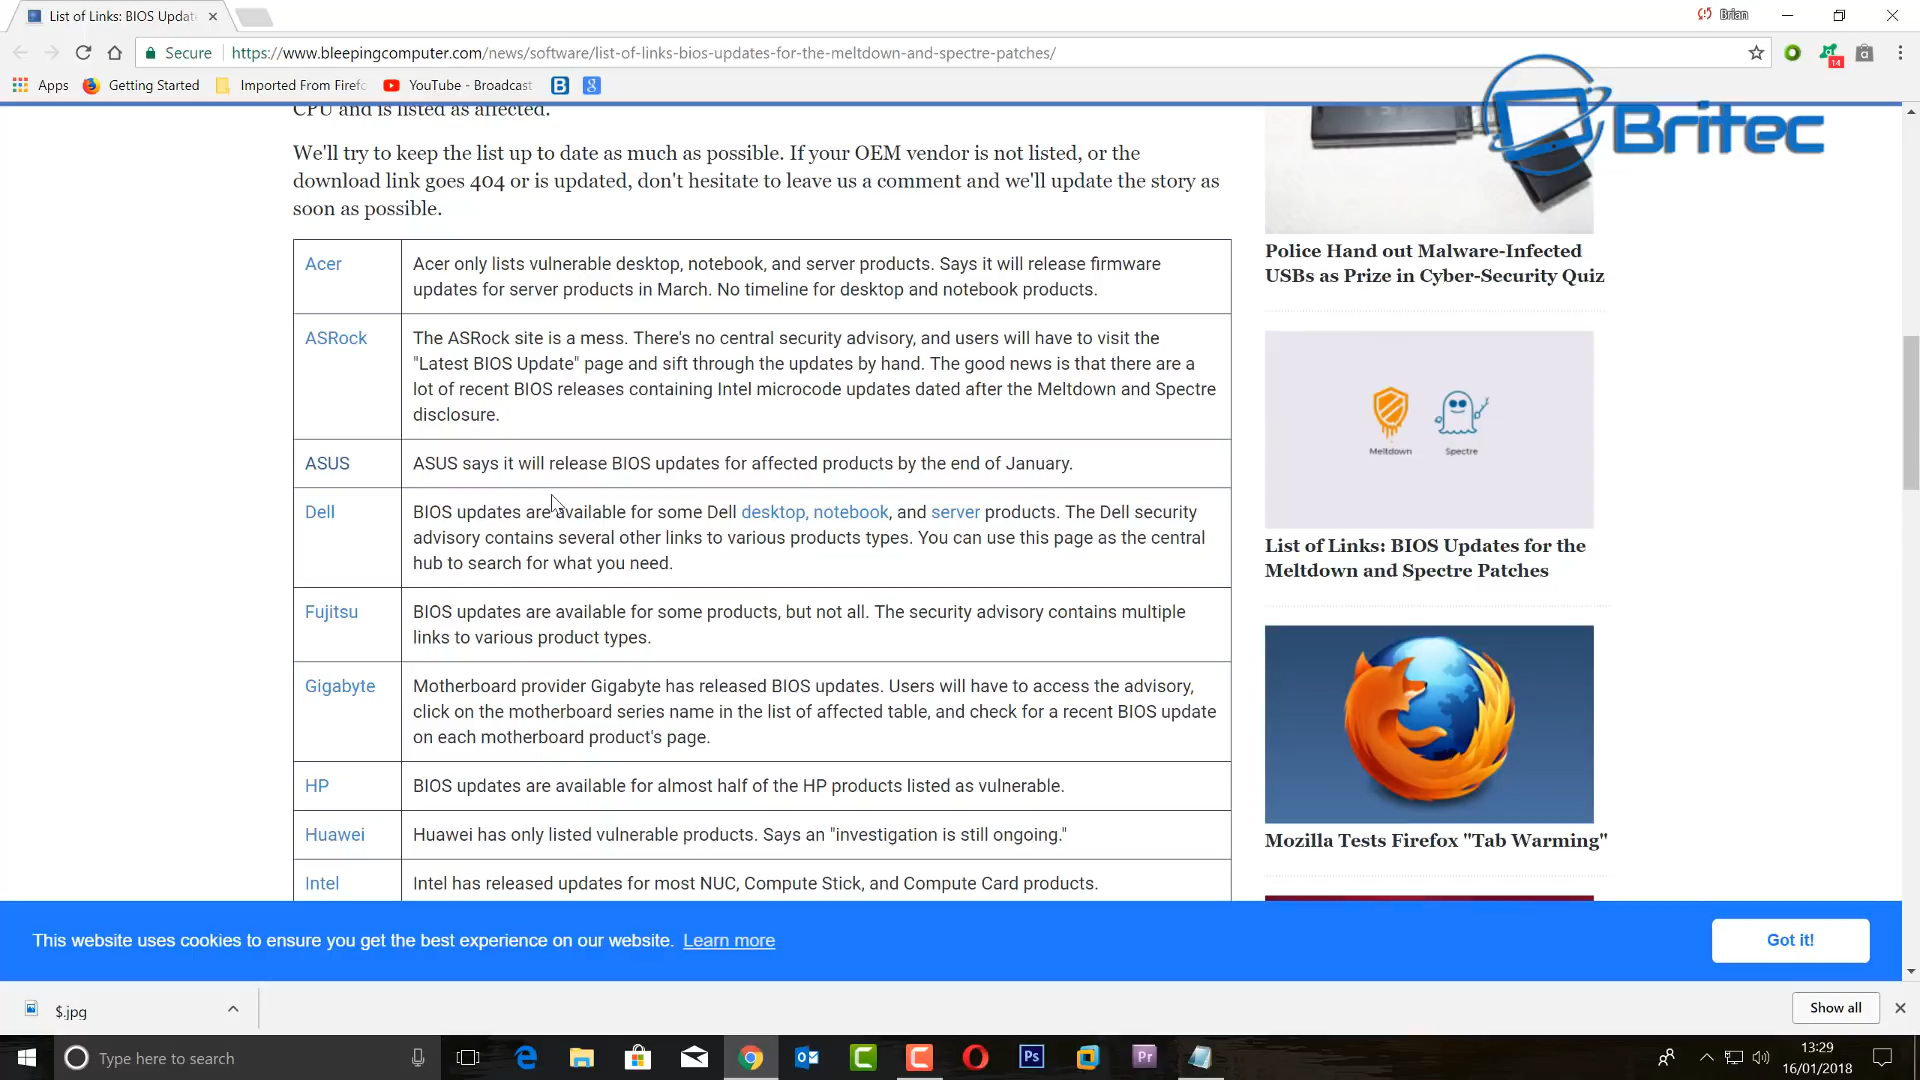 List of Links: BIOS Updat
Brian
Secure
https://www.bleepingcomputer.com/news/software/list-of-links-bios-updates-for-the-meltdown-and-spectre-patches/
14
Apps
Getting Started
Imported From Firefo
YouTube - Broadcast
B
g
Britec
CPU and is listed as affected.
We'll try to keep the list up to date as much as possible. If your OEM vendor is not listed, or the
download link goes 404 or is updated, don't hesitate to leave us a comment and we'll update the story as
soon as possible.
Acer
Acer only lists vulnerable desktop, notebook, and server products. Says it will release firmware
updates for server products in March. No timeline for desktop and notebook products.
ASRock
The ASRock site is a mess. There's no central security advisory, and users will have to visit the
"Latest BIOS Update" page and sift through the updates by hand. The good news is that there are a
lot of recent BIOS releases containing Intel microcode updates dated after the Meltdown and Spectre
disclosure.
ASUS
ASUS says it will release BIOS updates for affected products by the end of January.
Dell
BIOS updates are available for some Dell desktop, notebook, and server products. The Dell security
advisory contains several other links to various products types. You can use this page as the central
hub to search for what you need.
Fujitsu
BIOS updates are available for some products, but not all. The security advisory contains multiple
links to various product types.
Gigabyte
Motherboard provider Gigabyte has released BIOS updates. Users will have to access the advisory,
click on the motherboard series name in the list of affected table, and check for a recent BIOS update
on each motherboard product's page.
HP
BIOS updates are available for almost half of the HP products listed as vulnerable.
Huawei
Huawei has only listed vulnerable products. Says an "investigation is still ongoing."
Intel
Intel has released updates for most NUC, Compute Stick, and Compute Card products.
Police Hand out Malware-Infected
USBs as Prize in Cyber-Security Quiz
Meltdown
Spectre
List of Links: BIOS Updates for the
Meltdown and Spectre Patches
Mozilla Tests Firefox "Tab Warming"
This website uses cookies to ensure you get the best experience on our website. Learn more
Got it!
$.jpg
Show all
Type here to search
Ps
Pr
13:29
16/01/2018